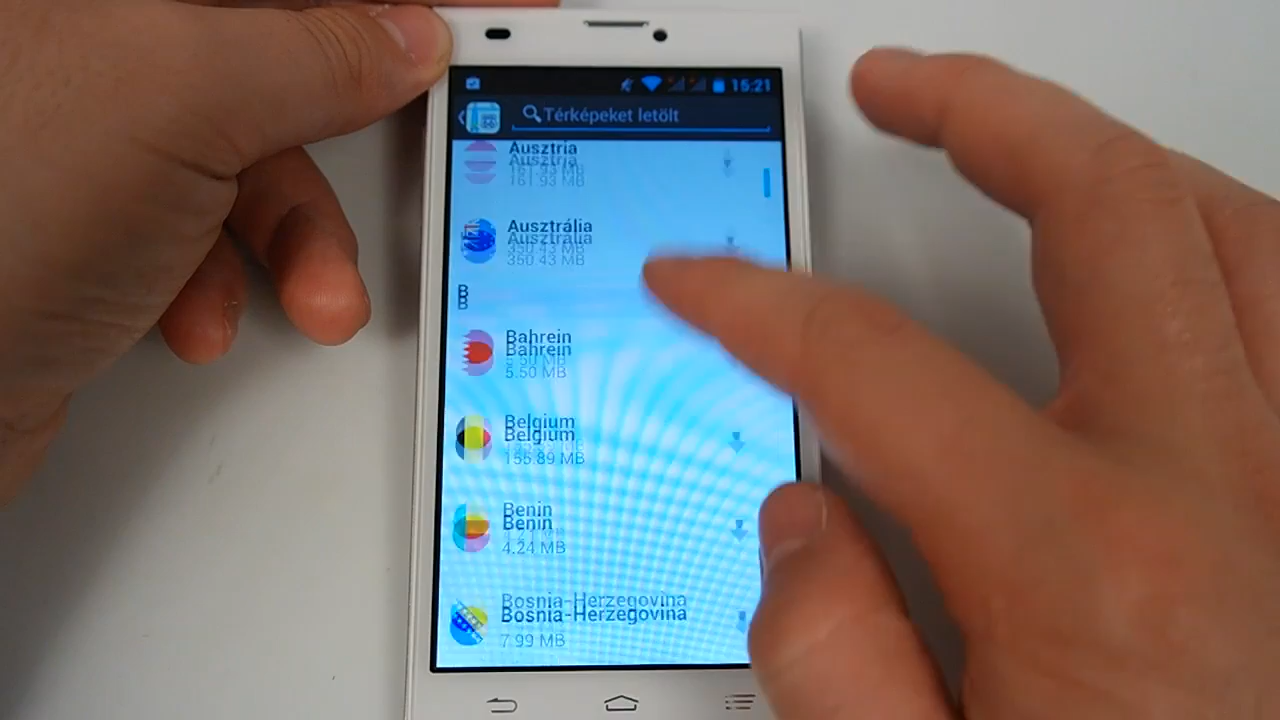 15:21
Térképeket letölt
Ausztria
161.93 MB
Ausztrália
350.43 MB
B
Bahrein
5.50 MB
Belgium
155.89 MB
Benin
4.24 MB
Bosnia-Herzegovina
7.99 MB